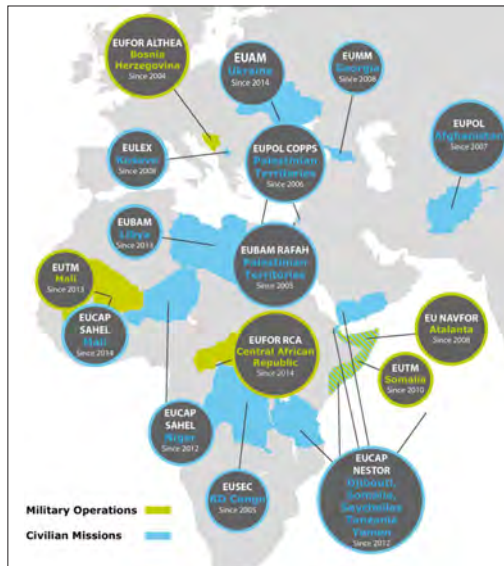 EUFOR ALTHEA
Bosnia
Herzegovina
Since 2004
EUAM
Ukraine
Since 2014
EUMM
Georgia
Since 2008
EUPOL
Afghanistan
Since 2007
EULEX
Kosovo
Since 2008
EUPOL COPPS
Palestinian
Territories
Since 2006
EUBAM
Libya
Since 2013
EUBAM RAFAH
Palestinian
Territories
Since 2005
EUTM
Mali
Since 2013
EUCAP
SAHEL
Mali
Since 2014
EU NAVFOR
Atalanta
Since 2008
EUFOR RCA
Central African
Republic
Since 2014
EUTM
Somalia
Since 2010
EUCAP
SAHEL
Niger
Since 2012
EUSEC
RD Congo
Since 2005
EUCAP
NESTOR
Djibouti,
Somalia,
Seychelles
Tanzania
Yemen
Since 2012
Military Operations
Civilian Missions